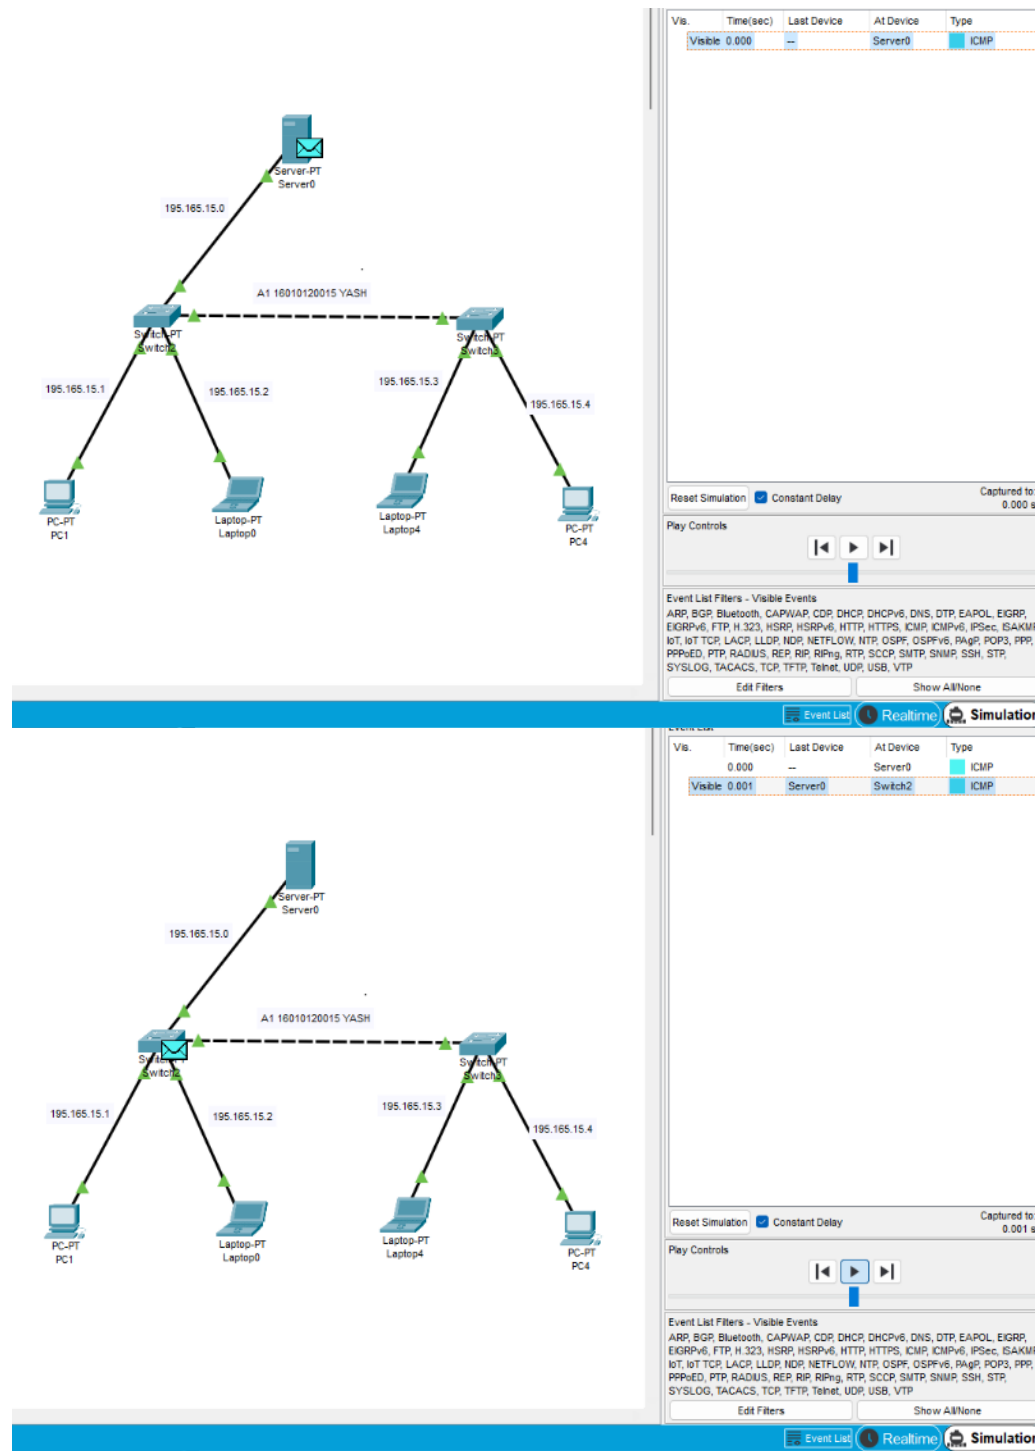 Vis. Time(sec) Last Device At Device Type
Visible 0.000 -- Server0 ICMP
Server-PT
Server0
195.165.15.0
A1 16010120015 YASH
Switch-PT
Switch2
Switch-PT
Switch3
195.165.15.1
195.165.15.2
195.165.15.3
195.165.15.4
PC-PT
PC1
Laptop-PT
Laptop0
Laptop-PT
Laptop4
PC-PT
PC4
Reset Simulation Constant Delay
Captured to:
0.000 s
Play Controls
Event List Filters - Visible Events
ARP, BGP, Bluetooth, CAPWAP, CDP, DHCP, DHCPv6, DNS, DTP, EAPOL, EIGRP,
EIGRPv6, FTP, H.323, HSRP, HSRPv6, HTTP, HTTPS, ICMP, ICMPv6, IPSec, ISAKMP
IoT, IoT TCP, LACP, LLDP, NDP, NETFLOW, NTP, OSPF, OSPFv6, PAgP, POP3, PPP,
PPPoED, PTP, RADIUS, REP, RIP, RIPng, RTP, SCCP, SMTP, SNMP, SSH, STP,
SYSLOG, TACACS, TCP, TFTP, Telnet, UDP, USB, VTP
Edit Filters Show All/None
Event List Realtime Simulation
Event List
Vis. Time(sec) Last Device At Device Type
0.000 -- Server0 ICMP
Visible 0.001 Server0 Switch2 ICMP
Server-PT
Server0
195.165.15.0
A1 16010120015 YASH
Switch2
Switch-PT
Switch3
195.165.15.1
195.165.15.2
195.165.15.3
195.165.15.4
PC-PT
PC1
Laptop-PT
Laptop0
Laptop-PT
Laptop4
PC-PT
PC4
Reset Simulation Constant Delay
Captured to:
0.001 s
Play Controls
Event List Filters - Visible Events
ARP, BGP, Bluetooth, CAPWAP, CDP, DHCP, DHCPv6, DNS, DTP, EAPOL, EIGRP,
EIGRPv6, FTP, H.323, HSRP, HSRPv6, HTTP, HTTPS, ICMP, ICMPv6, IPSec, ISAKMP
IoT, IoT TCP, LACP, LLDP, NDP, NETFLOW, NTP, OSPF, OSPFv6, PAgP, POP3, PPP,
PPPoED, PTP, RADIUS, REP, RIP, RIPng, RTP, SCCP, SMTP, SNMP, SSH, STP,
SYSLOG, TACACS, TCP, TFTP, Telnet, UDP, USB, VTP
Edit Filters Show All/None
Event List Realtime Simulation